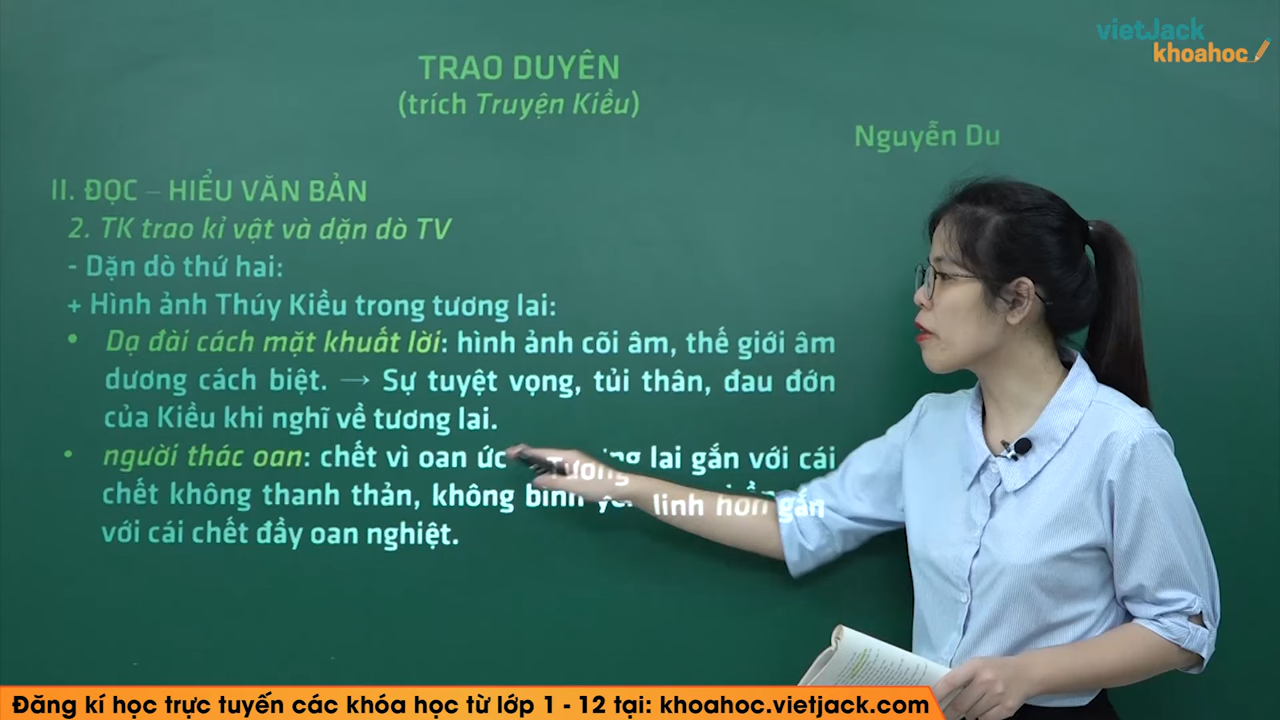 vietJack
khoahoc
TRAO DUYÊN
(trích Truyện Kiều)
Nguyễn Du
II. ĐỌC – HIỂU VĂN BẢN
2. TK trao kỉ vật và dặn dò TV
- Dặn dò thứ hai:
+ Hình ảnh Thúy Kiều trong tương lai:
• Dạ đài cách mặt khuất lời: hình ảnh cõi âm, thế giới âm
dương cách biệt. → Sự tuyệt vọng, tủi thân, đau đớn
của Kiều khi nghĩ về tương lai.
• người thác oan: chết vì oan ức Tương lai gắn với cái
chết không thanh thản, không bình yên linh hồn gắn
với cái chết đầy oan nghiệt.
Đăng kí học trực tuyến các khóa học từ lớp 1 - 12 tại: khoahoc.vietjack.com